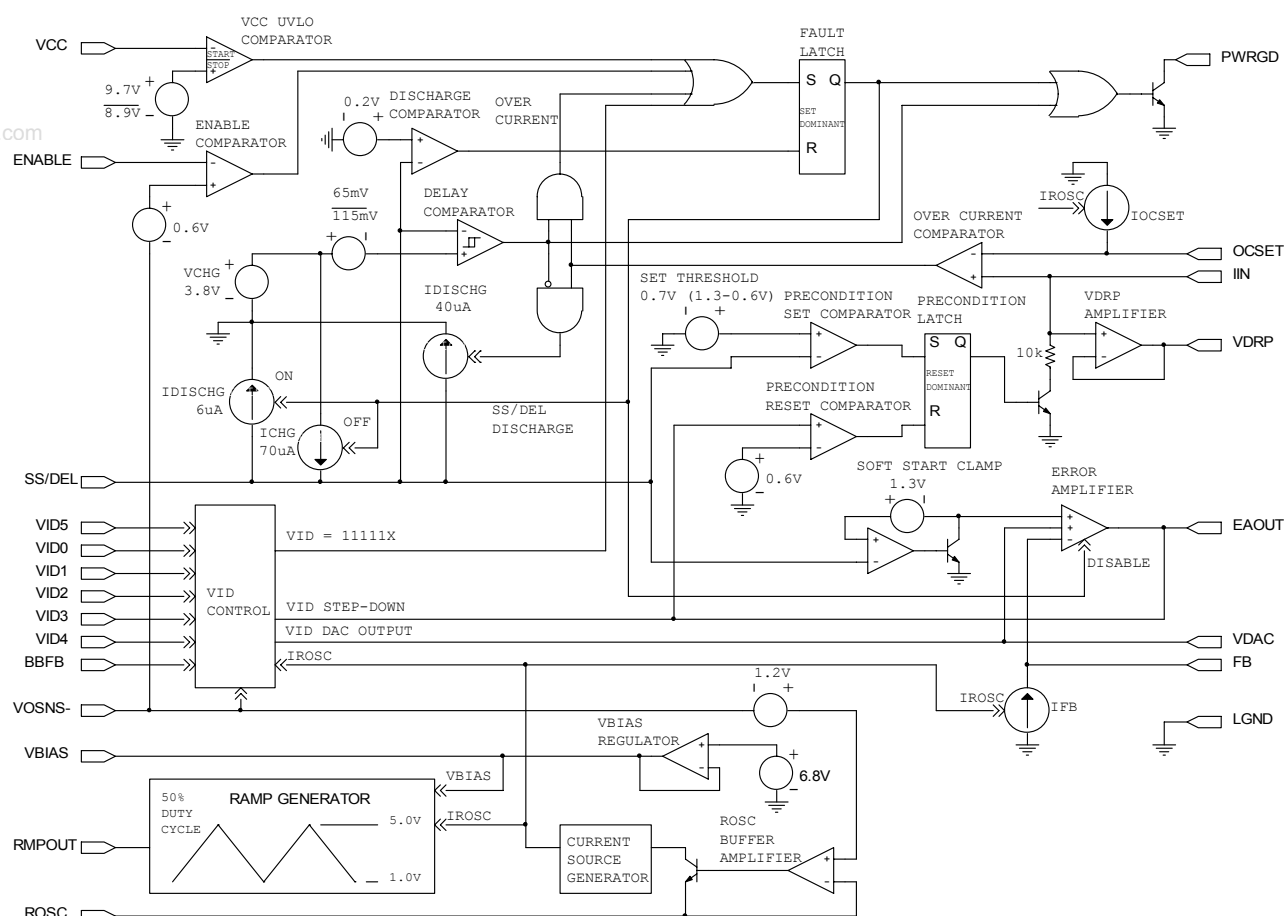 VCC UVLO
COMPARATOR
VCC
START
STOP
9.7V
8.9V
ENABLE
COMPARATOR
ENABLE
0.6V
.com
0.2V
DISCHARGE
COMPARATOR
OVER
CURRENT
FAULT
LATCH
S Q
SET
DOMINANT
R
PWRGD
65mV
115mV
DELAY
COMPARATOR
VCHG
3.8V
IDISCHG
40uA
IROSC
IOCSET
OVER CURRENT
COMPARATOR
OCSET
IIN
SET THRESHOLD
0.7V (1.3-0.6V)
PRECONDITION
SET COMPARATOR
PRECONDITION
LATCH
S Q
RESET
DOMINANT
R
VDRP
AMPLIFIER
10k
VDRP
ON
IDISCHG
6uA
OFF
ICHG
70uA
SS/DEL
DISCHARGE
PRECONDITION
RESET COMPARATOR
0.6V
SS/DEL
SOFT START CLAMP
1.3V
ERROR
AMPLIFIER
EAOUT
DISABLE
VID5
VID0
VID1
VID2
VID3
VID4
BBFB
VID
CONTROL
VID = 11111X
VID STEP-DOWN
VID DAC OUTPUT
IROSC
VDAC
FB
IROSC
IFB
LGND
VOSNS-
1.2V
VBIAS
VBIAS
REGULATOR
6.8V
VBIAS
IROSC
50%
DUTY
CYCLE
RAMP GENERATOR
5.0V
1.0V
RMPOUT
CURRENT
SOURCE
GENERATOR
ROSC
BUFFER
AMPLIFIER
ROSC